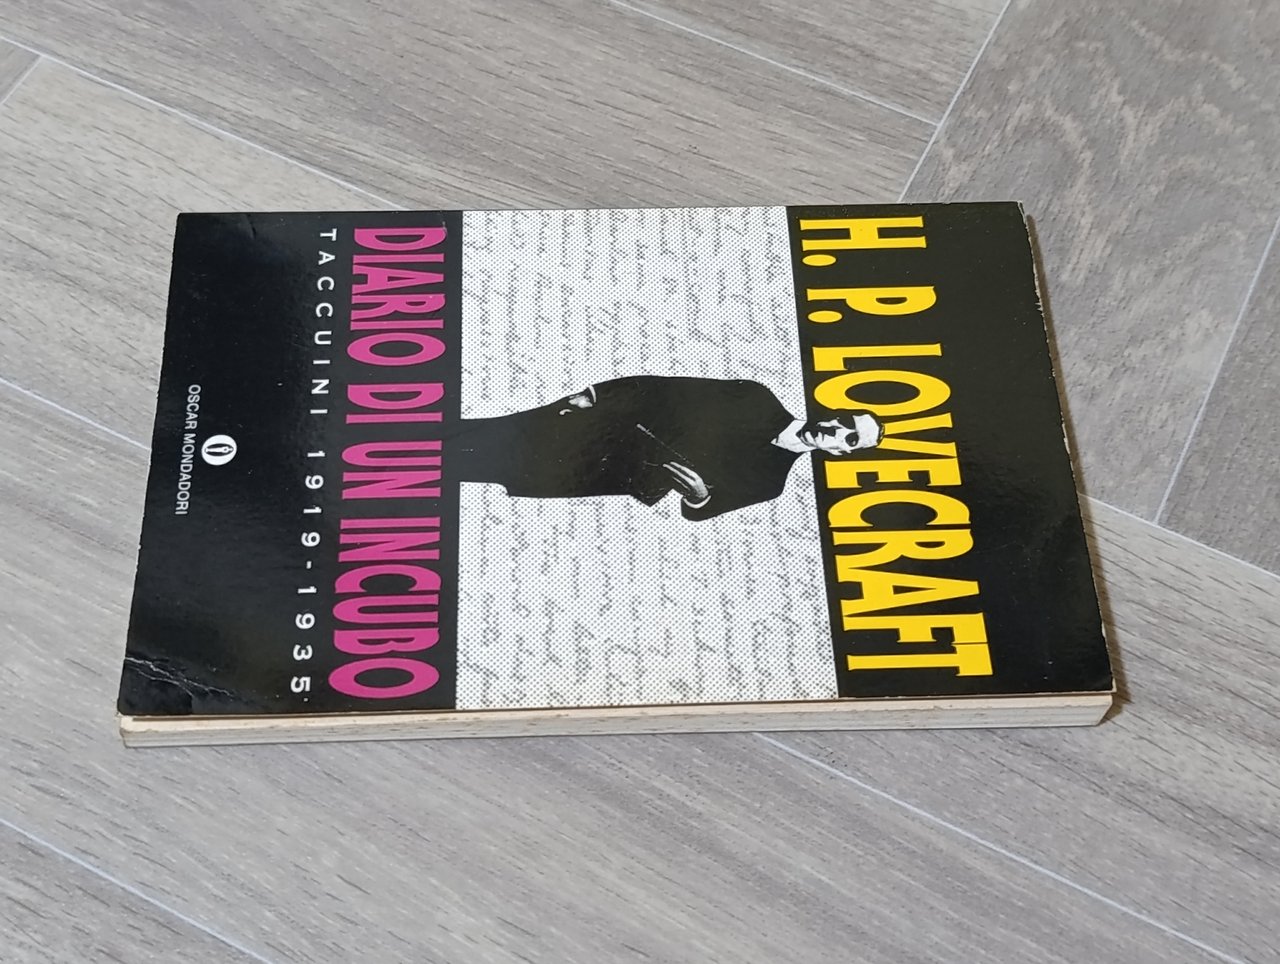 H. P. LOVECRAFT
DIARIO DI UN INCUBO
TACCUINI 1919-1935
OSCAR MONDADORI